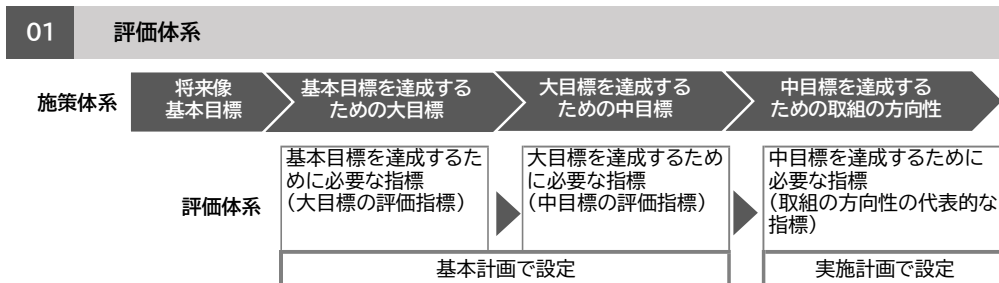 01 評価体系
施策体系
将来像
基本目標
基本目標を達成する
ための大目標
大目標を達成する
ための中目標
中目標を達成する
ための取組の方向性
評価体系
基本目標を達成するた
めに必要な指標
（大目標の評価指標）
大目標を達成するため
に必要な指標
（中目標の評価指標）
中目標を達成するために
必要な指標
（取組の方向性の代表的な
指標）
基本計画で設定
実施計画で設定